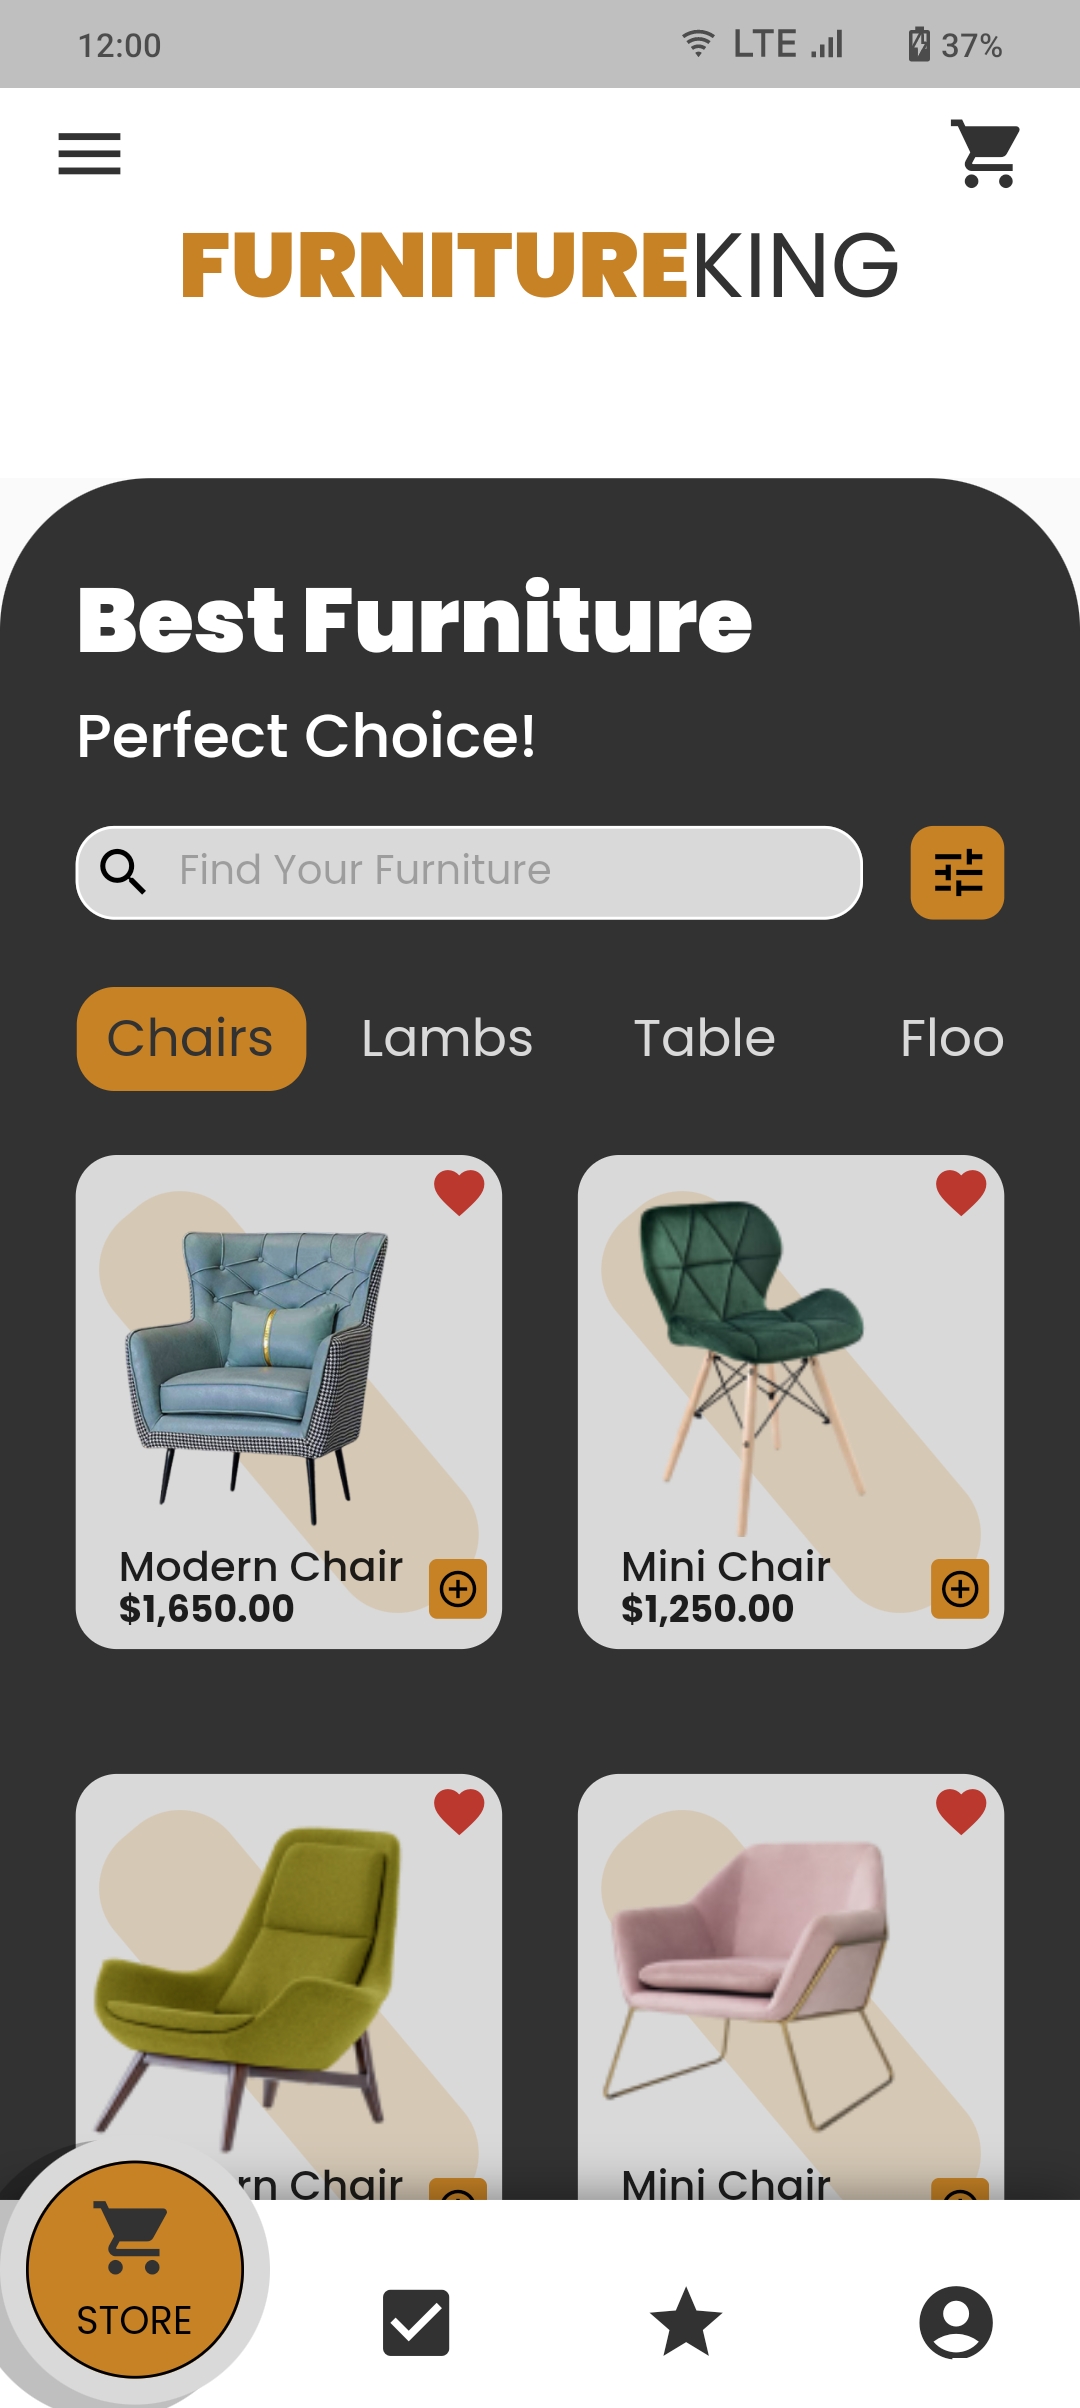 12:00 LTE 37%
FURNITUREKING
Best Furniture
Perfect Choice!
Find Your Furniture
Chairs Lambs Table Floo
Modern Chair
$1,650.00
Mini Chair
$1,250.00
rn Chair
Mini Chair
STORE